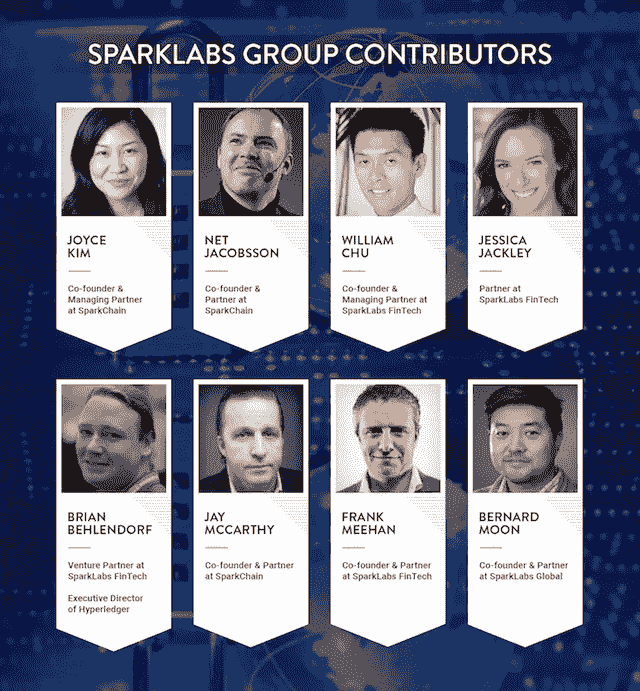 SPARKLABS GROUP CONTRIBUTORS
JOYCE
KIM
Co-founder &
Managing Partner
at SparkChain
NET
JACOBSSON
Co-founder &
Partner at
SparkChain
WILLIAM
CHU
Co-founder &
Managing Partner at
SparkLabs FinTech
JESSICA
JACKLEY
Partner at
SparkLabs FinTech
BRIAN
BEHLENDORF
Venture Partner at
SparkLabs FinTech
Executive Director
of Hyperledger
JAY
MCCARTHY
Co-founder & Partner
at SparkChain
FRANK
MEEHAN
Co-founder & Partner
at SparkLabs FinTech
BERNARD
MOON
Co-founder & Partner
at SparkLabs Global